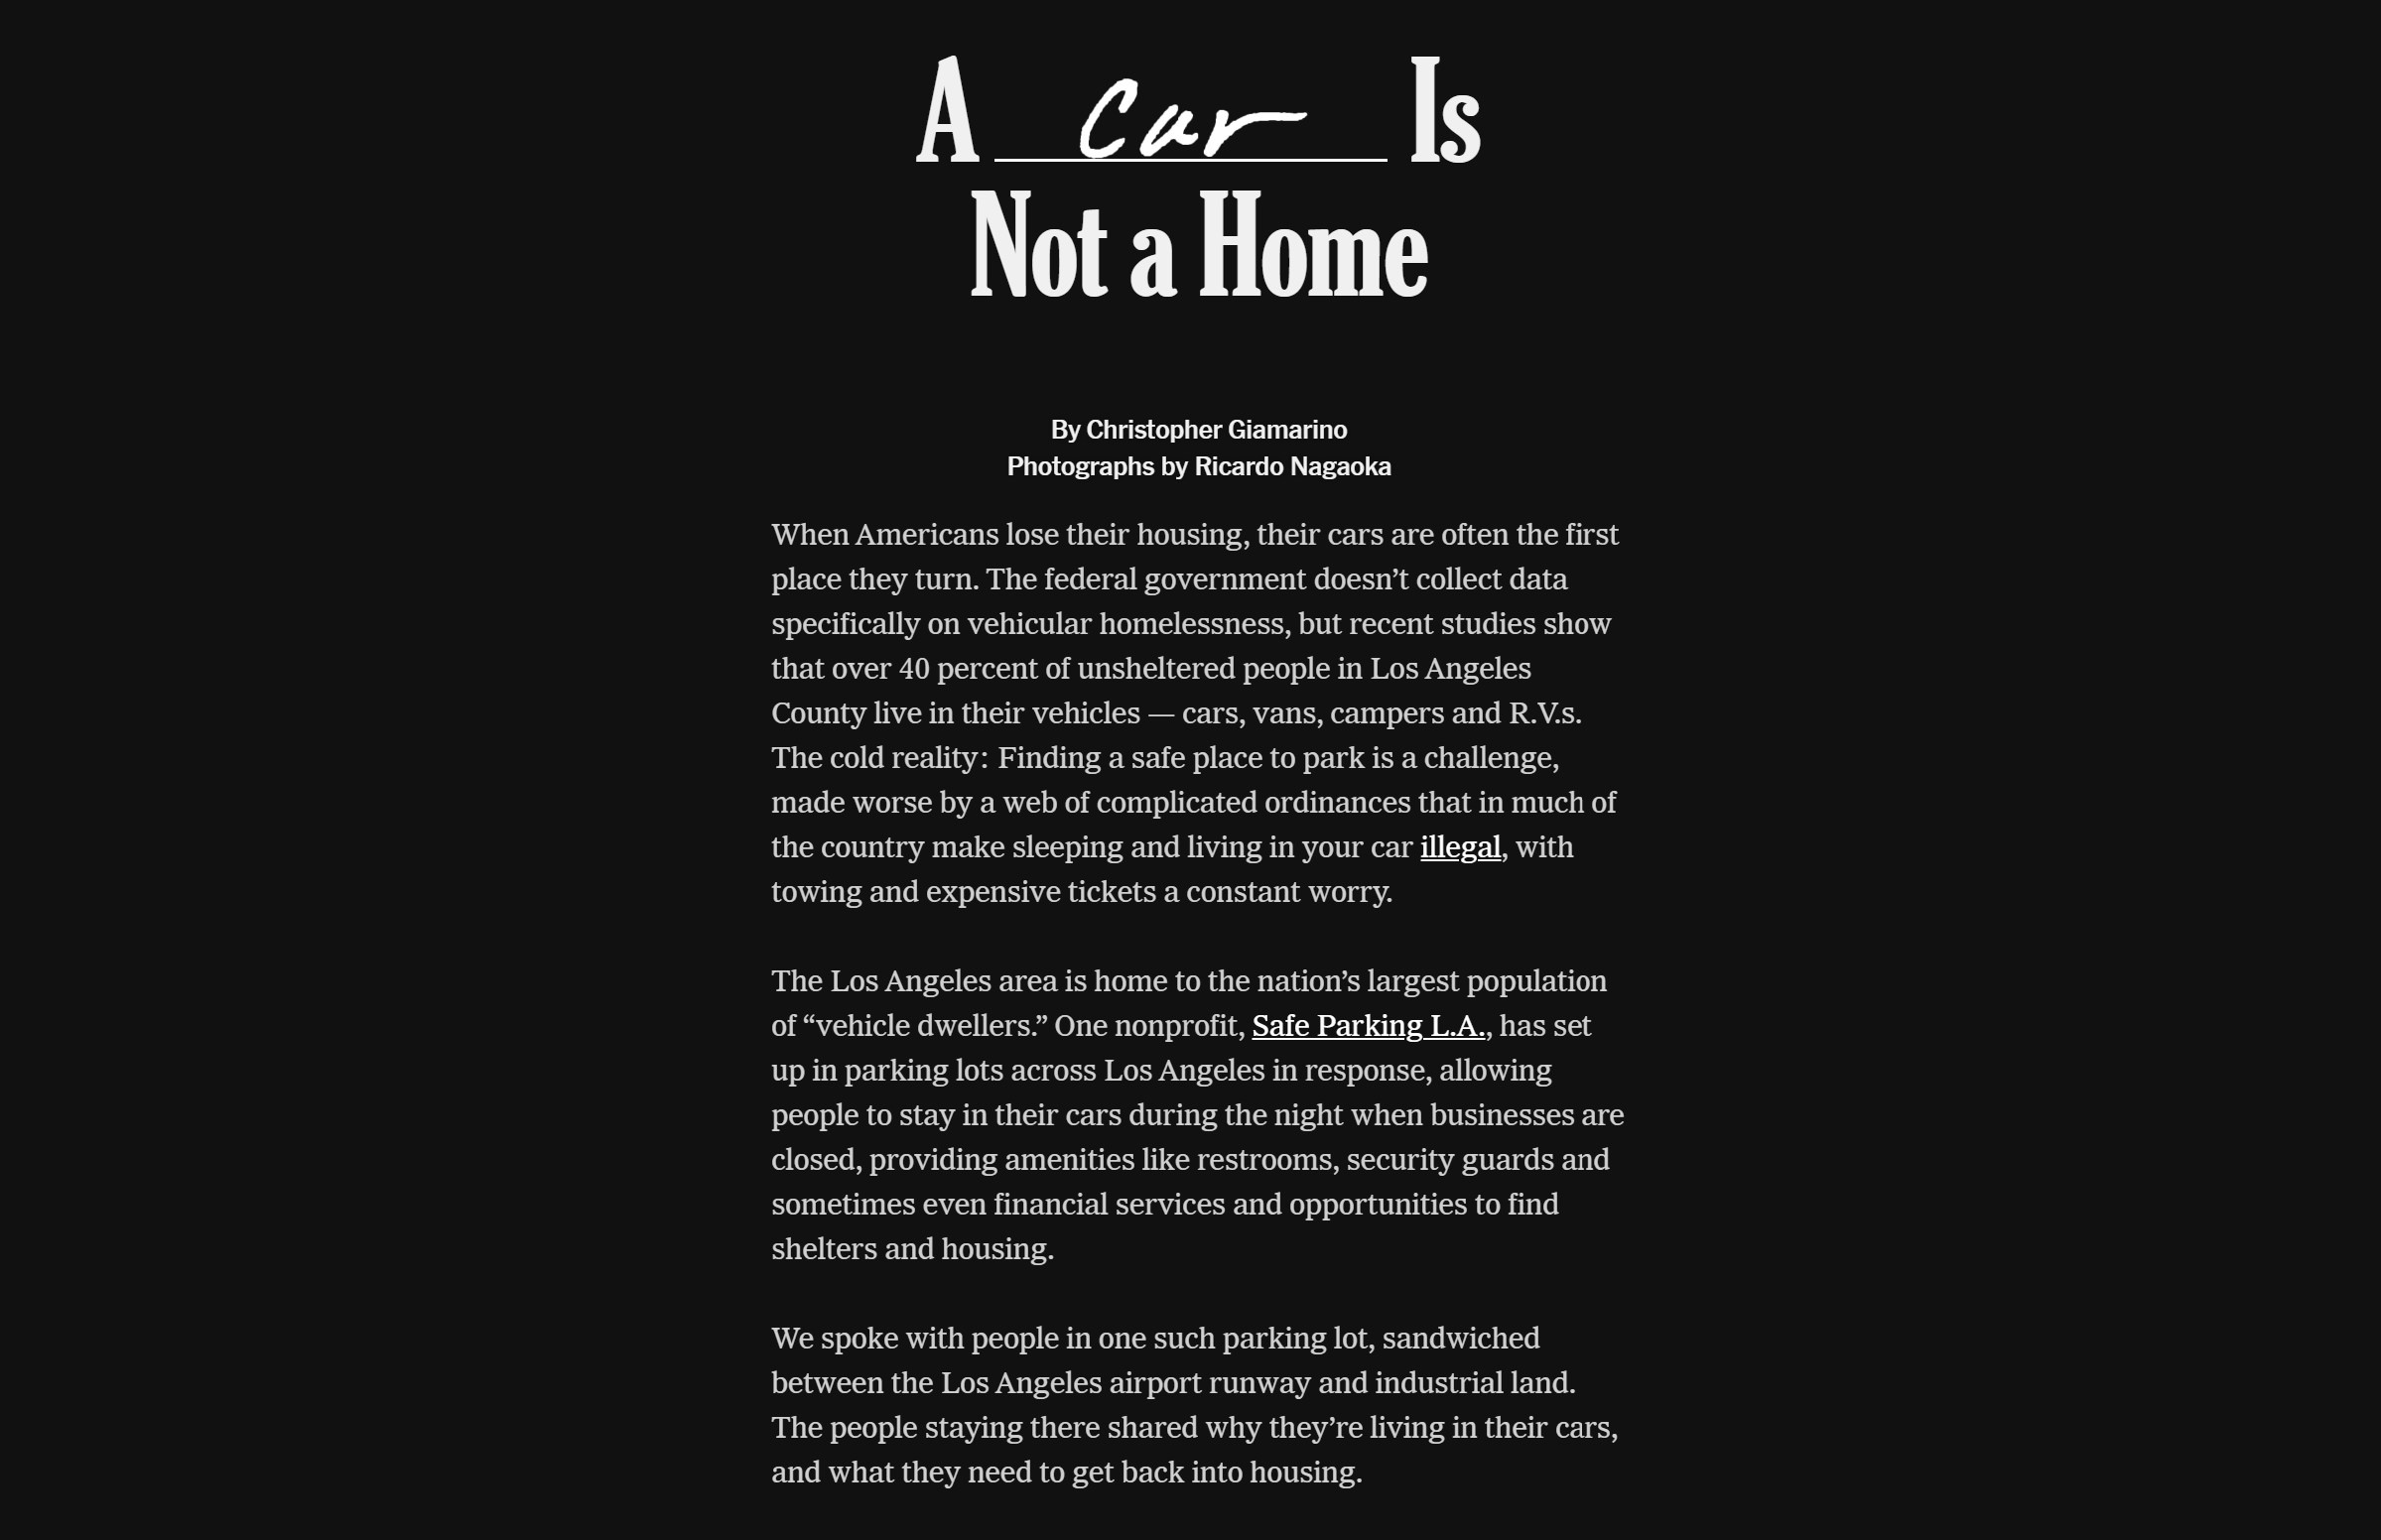 A Car Is
Not a Home
By Christopher Giamarino
Photographs by Ricardo Nagaoka
When Americans lose their housing, their cars are often the first
place they turn. The federal government doesn’t collect data
specifically on vehicular homelessness, but recent studies show
that over 40 percent of unsheltered people in Los Angeles
County live in their vehicles — cars, vans, campers and R.V.s.
The cold reality: Finding a safe place to park is a challenge,
made worse by a web of complicated ordinances that in much of
the country make sleeping and living in your car illegal, with
towing and expensive tickets a constant worry.
The Los Angeles area is home to the nation’s largest population
of “vehicle dwellers.” One nonprofit, Safe Parking L.A., has set
up in parking lots across Los Angeles in response, allowing
people to stay in their cars during the night when businesses are
closed, providing amenities like restrooms, security guards and
sometimes even financial services and opportunities to find
shelters and housing.
We spoke with people in one such parking lot, sandwiched
between the Los Angeles airport runway and industrial land.
The people staying there shared why they’re living in their cars,
and what they need to get back into housing.